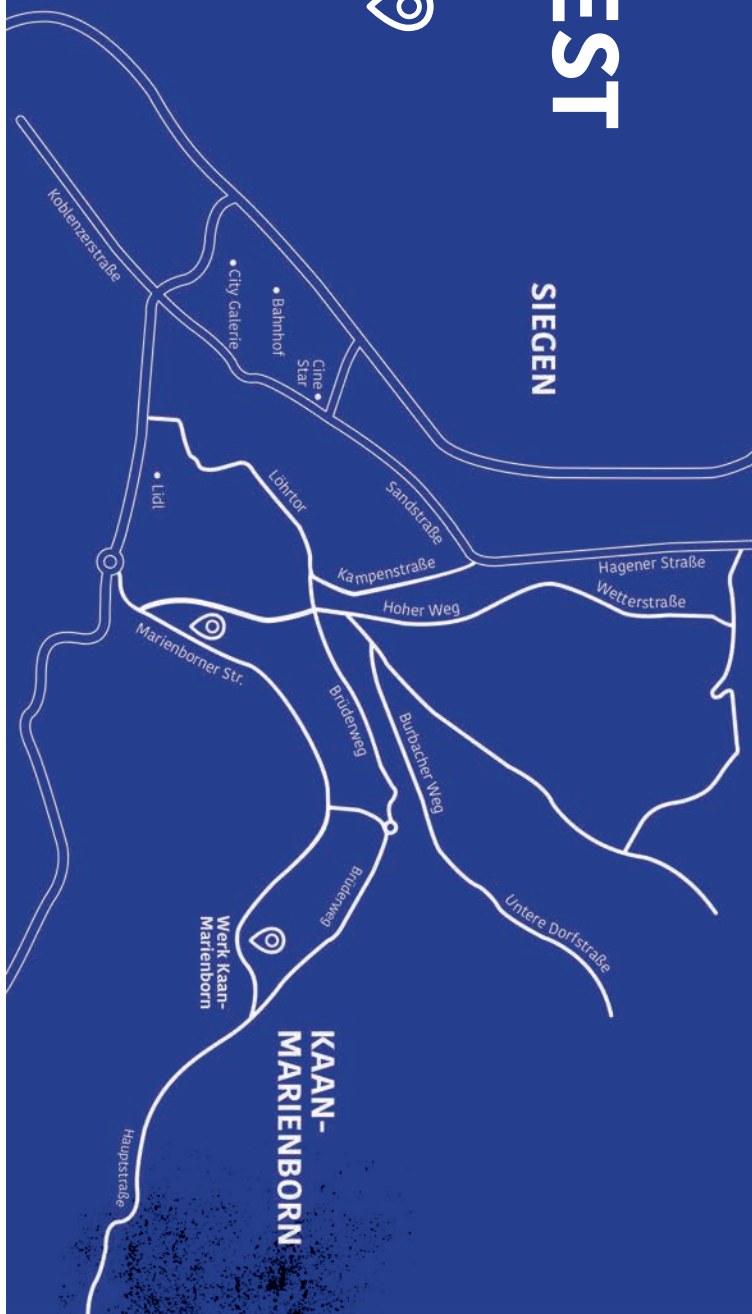 EST
SIEGEN
Koblenzerstraße
City Galerie
Bahnhof
Cine
Star
Lidl
Löhrtor
Sandstraße
Kampenstraße
Hagener Straße
Wetterstraße
Hoher Weg
Marienborner Str.
Brüderweg
Burbacher Weg
Brüderweg
Untere Dorfstraße
Werk Kaan-
Marienborn
KAAN-
MARIENBORN
Hauptstraße